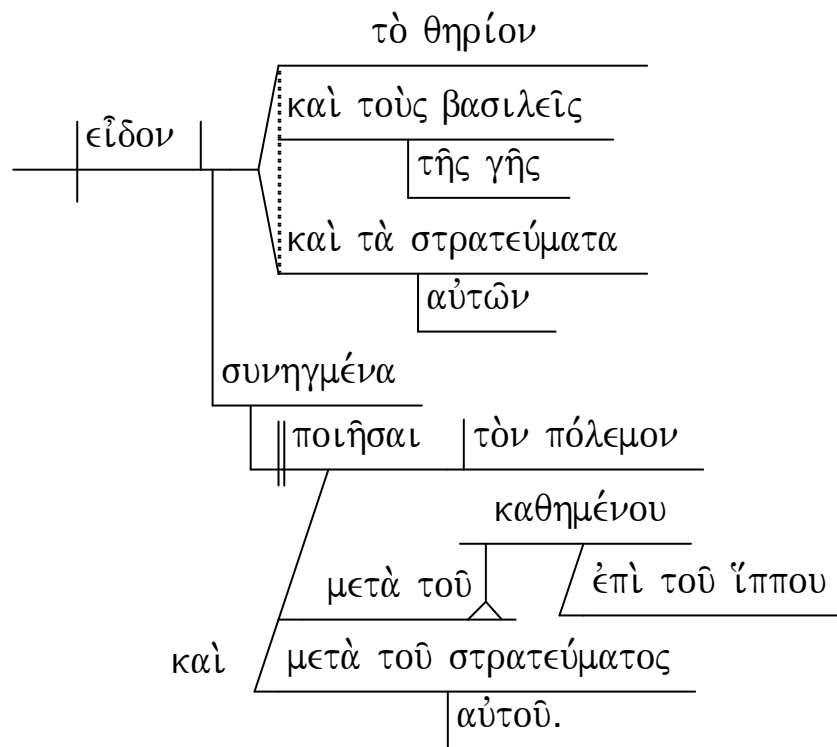 τὸ θηρίον
καὶ τοὺς βασιλεῖς
εἶδον
τῆς γῆς
καὶ τὰ στρατεύματα
αὐτῶν
συνηγμένα
ποιῆσαι τὸν πόλεμον
καθημένου
μετὰ τοῦ ἐπὶ τοῦ ἵππου
καὶ μετὰ τοῦ στρατεύματος
αὐτοῦ.